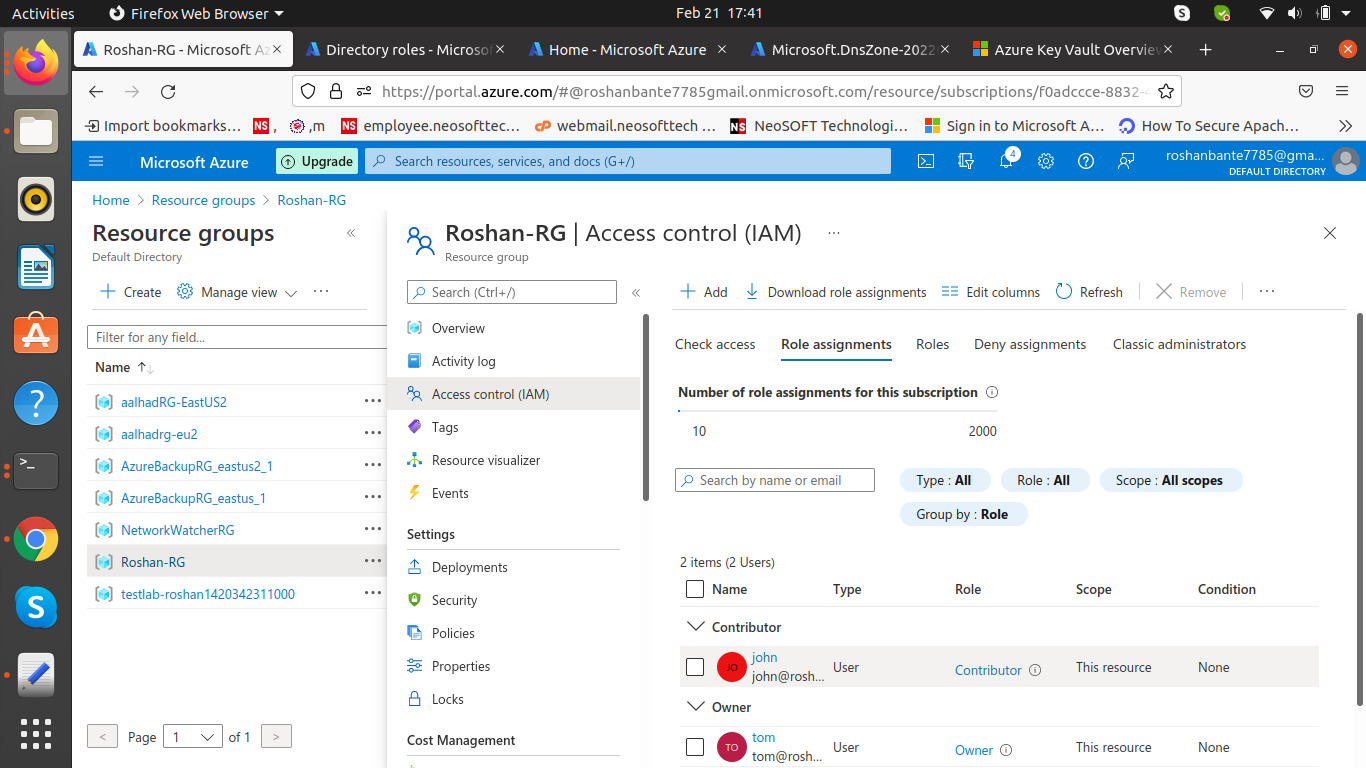 Activities
Firefox Web Browser
Feb 21 17:41
Roshan-RG - Microsoft Az
Directory roles - Microsof
Home - Microsoft Azure
Microsoft.DnsZone-2022
Azure Key Vault Overview
https://portal.azure.com/#@roshanbante7785gmail.onmicrosoft.com/resource/subscriptions/f0adccce-8832-4
Import bookmarks...
NS ,
,m
NS employee.neosofttec...
cP webmail.neosofttech ...
NS NeoSOFT Technologi...
Sign in to Microsoft A...
How To Secure Apach...
Microsoft Azure
Upgrade
Search resources, services, and docs (G+/)
4
roshanbante7785@gma...
DEFAULT DIRECTORY
Home > Resource groups > Roshan-RG
Resource groups
Default Directory
Create
Manage view
Filter for any field...
Name
aalhadRG-EastUS2
aalhadrg-eu2
AzureBackupRG_eastus2_1
AzureBackupRG_eastus_1
NetworkWatcherRG
Roshan-RG
testlab-roshan1420342311000
< Page 1 of 1 >
Roshan-RG | Access control (IAM) ...
Resource group
Search (Ctrl+/)
Overview
Activity log
Access control (IAM)
Tags
Resource visualizer
Events
Settings
Deployments
Security
Policies
Properties
Locks
Cost Management
Add
Download role assignments
Edit columns
Refresh
Remove
Check access
Role assignments
Roles
Deny assignments
Classic administrators
Number of role assignments for this subscription
10
2000
Search by name or email
Type : All
Role : All
Scope : All scopes
Group by : Role
2 items (2 Users)
Name Type Role Scope Condition
Contributor
JO john User Contributor This resource None
john@rosh...
Owner
TO tom User Owner This resource None
tom@rosh...